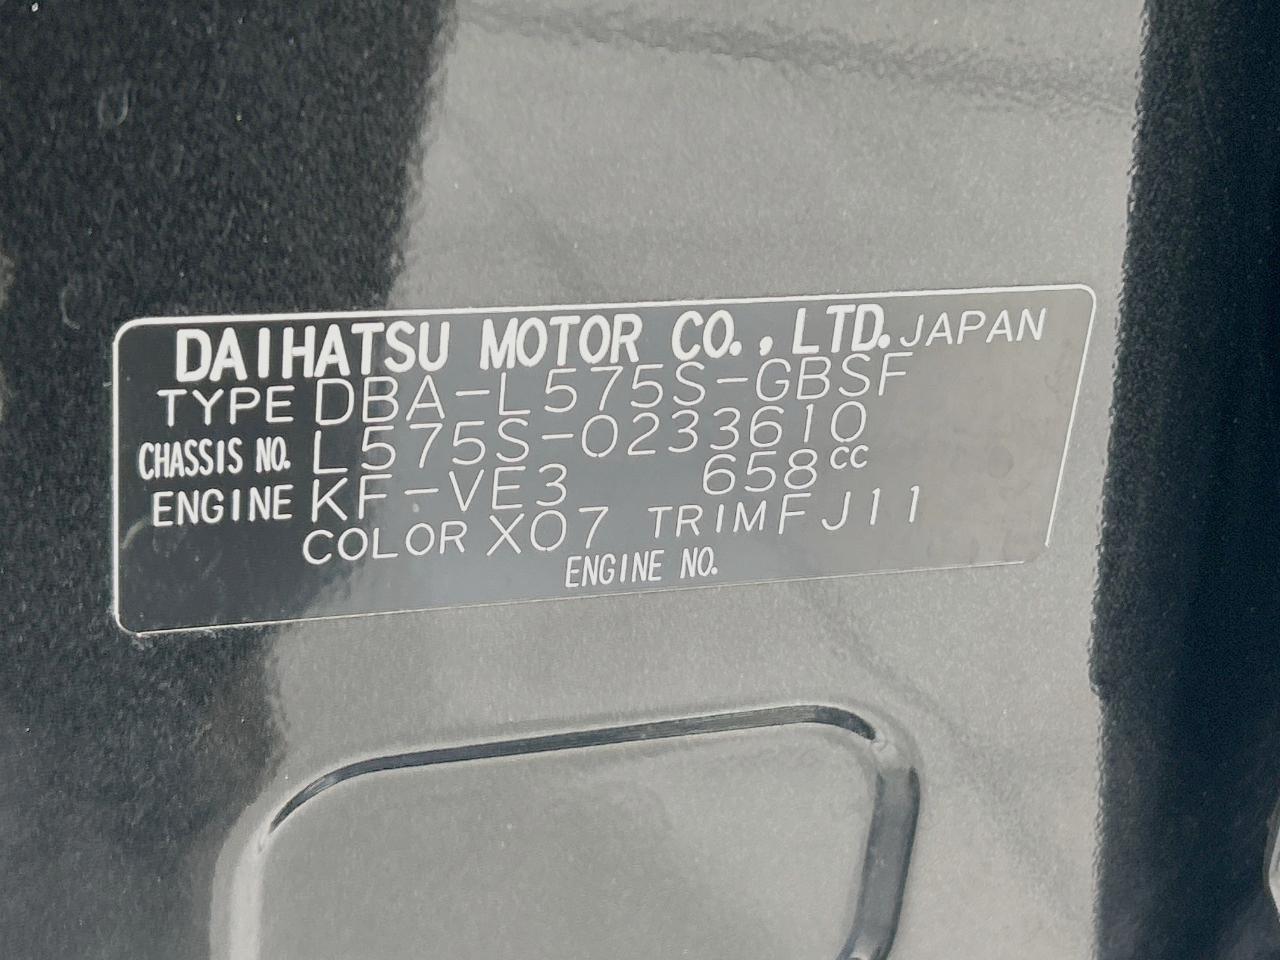 DAIHATSU MOTOR CO., LTD. JAPAN
TYPE DBA-L575S-GBSF
CHASSIS NO. L575S-0233610
ENGINE KF-VE3 658cc
COLOR X07 TRIM FJ11
ENGINE NO.